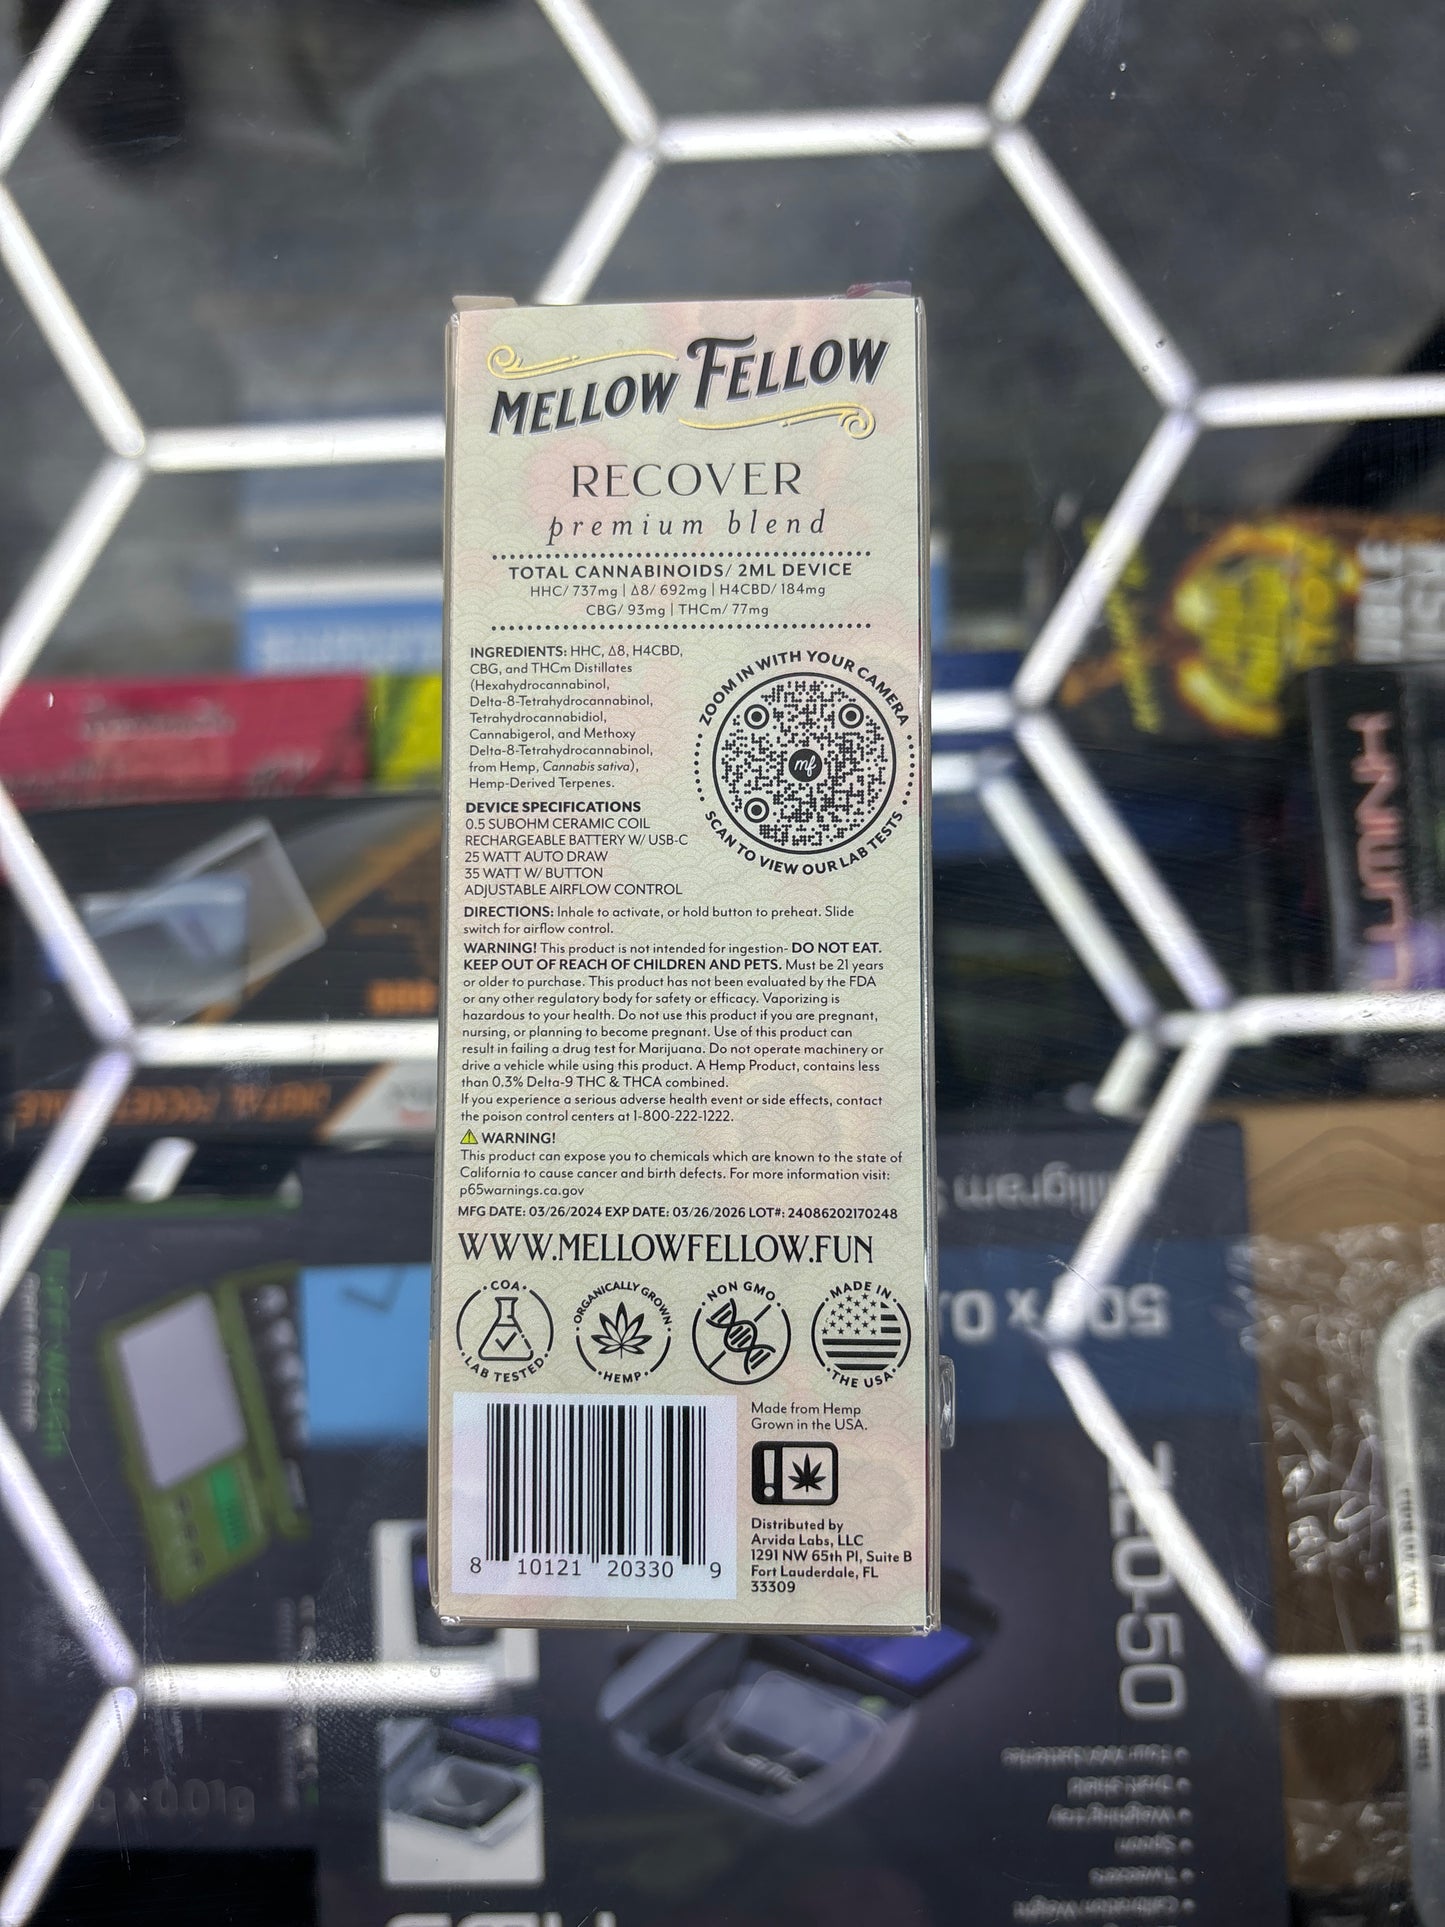 MELLOW FELLOW
RECOVER
premium blend
TOTAL CANNABINOIDS/ 2ML DEVICE
HHC/ 737mg | Δ8/ 692mg | H4CBD/ 184mg
CBG/ 93mg | THCm/ 77mg
INGREDIENTS: HHC, Δ8, H4CBD,
CBG, and THCm Distillates
(Hexahydrocannabinol,
Delta-8-Tetrahydrocannabinol,
Tetrahydrocannabidiol,
Cannabigerol, and Methoxy
Delta-8-Tetrahydrocannabinol,
from Hemp, Cannabis sativa),
Hemp-Derived Terpenes.
ZOOM IN WITH YOUR CAMERA
mf
SCAN TO VIEW OUR LAB TESTS
DEVICE SPECIFICATIONS
0.5 SUBOHM CERAMIC COIL
RECHARGEABLE BATTERY W/ USB-C
25 WATT AUTO DRAW
35 WATT W/ BUTTON
ADJUSTABLE AIRFLOW CONTROL
DIRECTIONS: Inhale to activate, or hold button to preheat. Slide
switch for airflow control.
WARNING! This product is not intended for ingestion- DO NOT EAT.
KEEP OUT OF REACH OF CHILDREN AND PETS. Must be 21 years
or older to purchase. This product has not been evaluated by the FDA
or any other regulatory body for safety or efficacy. Vaporizing is
hazardous to your health. Do not use this product if you are pregnant,
nursing, or planning to become pregnant. Use of this product can
result in failing a drug test for Marijuana. Do not operate machinery or
drive a vehicle while using this product. A Hemp Product, contains less
than 0.3% Delta-9 THC & THCA combined.
If you experience a serious adverse health event or side effects, contact
the poison control centers at 1-800-222-1222.
WARNING!
This product can expose you to chemicals which are known to the state of
California to cause cancer and birth defects. For more information visit:
p65warnings.ca.gov
MFG DATE: 03/26/2024 EXP DATE: 03/26/2026 LOT#: 24086202170248
WWW.MELLOWFELLOW.FUN
COA
LAB TESTED
ORGANICALLY GROWN
HEMP
NON GMO
MADE IN
THE USA
8 10121 20330 9
Made from Hemp
Grown in the USA.
Distributed by
Arvida Labs, LLC
1291 NW 65th Pl, Suite B
Fort Lauderdale, FL
33309
LUMINK
ZO-50